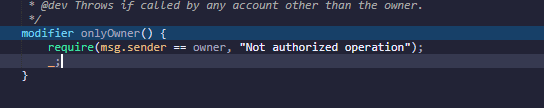 * @dev Throws if called by any account other than the owner.
*/
modifier onlyOwner() {
require(msg.sender == owner, "Not authorized operation");
_;
}